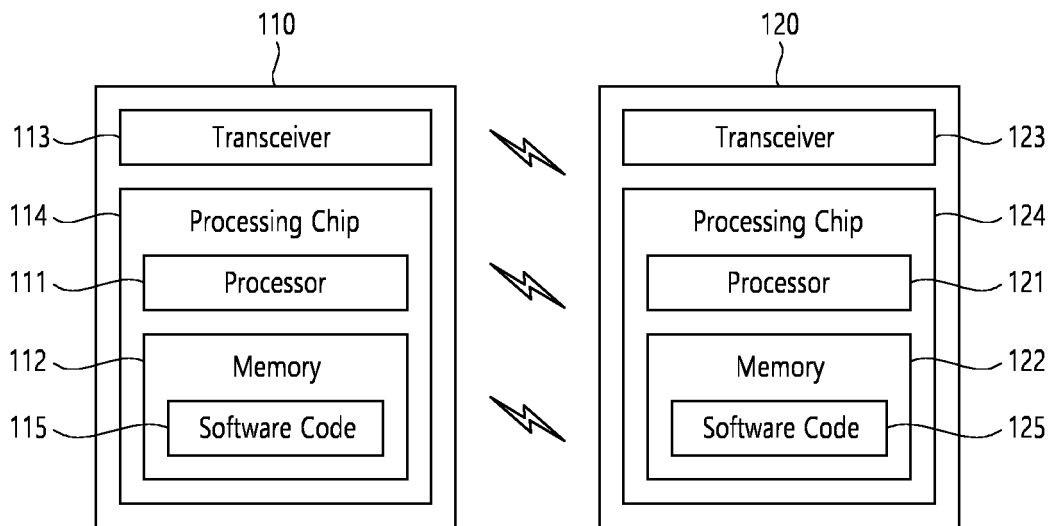 110 120
113 Transceiver Transceiver 123
114 Processing Chip Processing Chip 124
111 Processor Processor 121
112 Memory Memory 122
115 Software Code Software Code 125